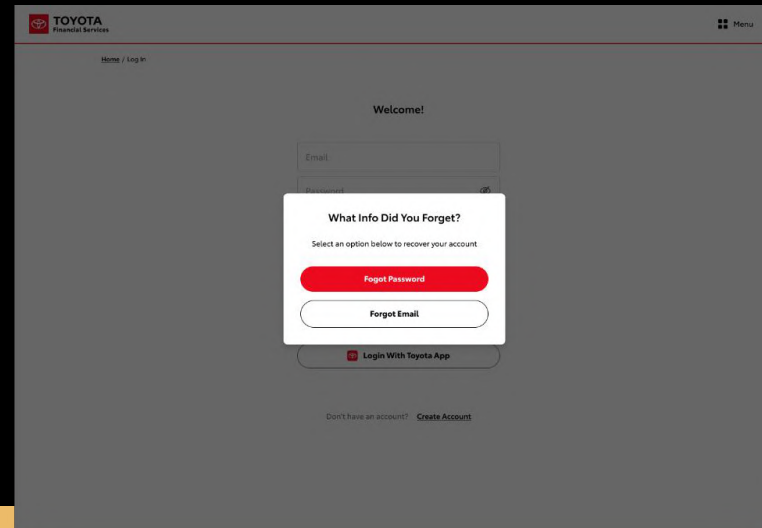 TOYOTA
Financial Services
Menu
Home / Log In
Welcome!
Email
Password
What Info Did You Forget?
Select an option below to recover your account
Fogot Password
Forgot Email
Login With Toyota App
Don't have an account? Create Account